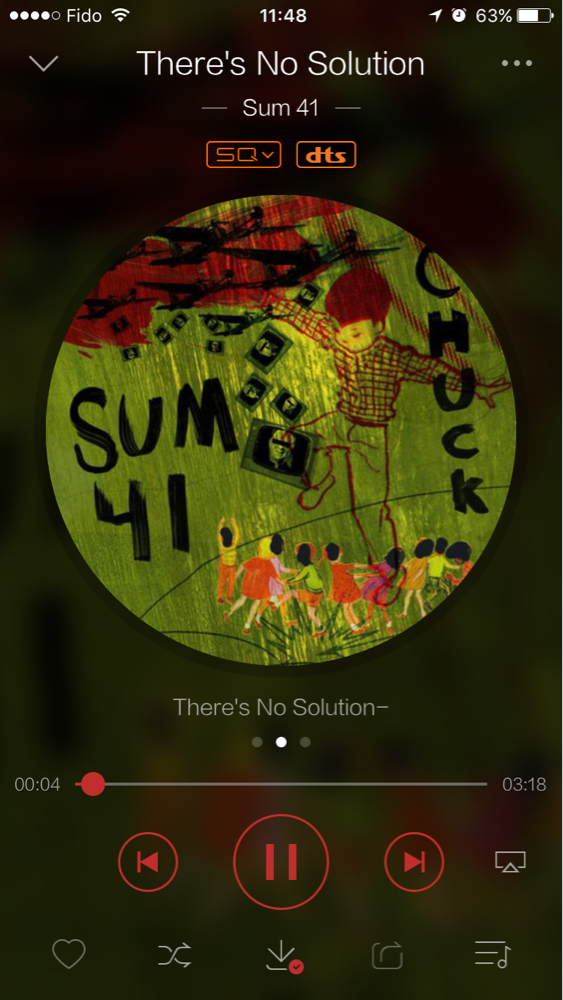 Fido 11:48 63%
There's No Solution
Sum 41
SQ dts
CHUCK
SUM
41
There's No Solution-
00:04 03:18